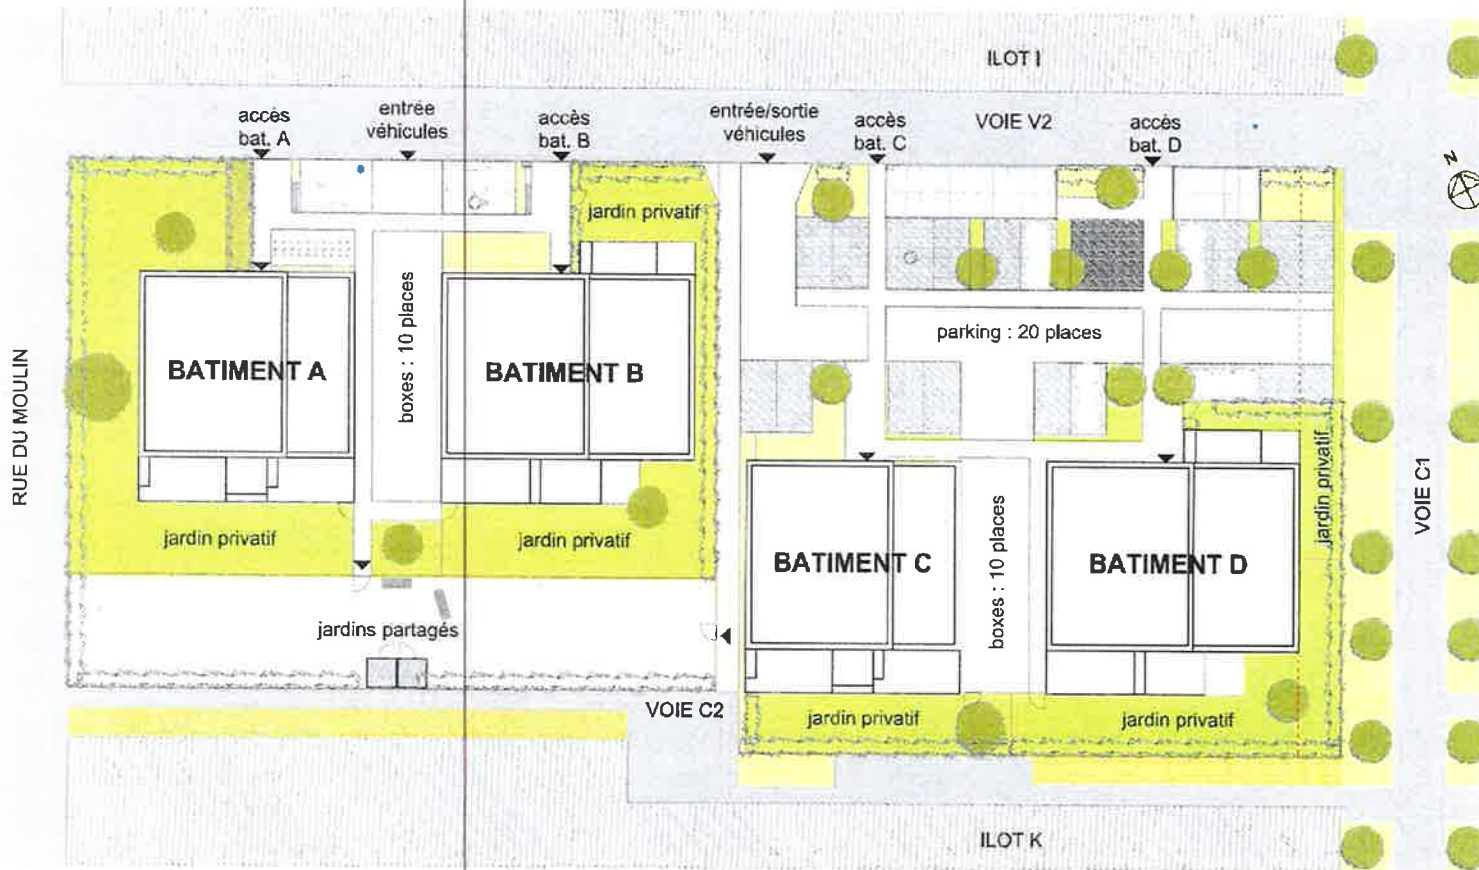 ILOT I
accès
bat. A
entrée
véhicules
accès
bat. B
entrée/sortie
véhicules
accès
bat. C
VOIE V2
accès
bat. D
N
jardin privatif
RUE DU MOULIN
BATIMENT A
boxes : 10 places
BATIMENT B
parking : 20 places
jardin privatif
VOIE C1
jardin privatif
jardin privatif
BATIMENT C
boxes : 10 places
BATIMENT D
jardins partagés
VOIE C2
jardin privatif
jardin privatif
ILOT K